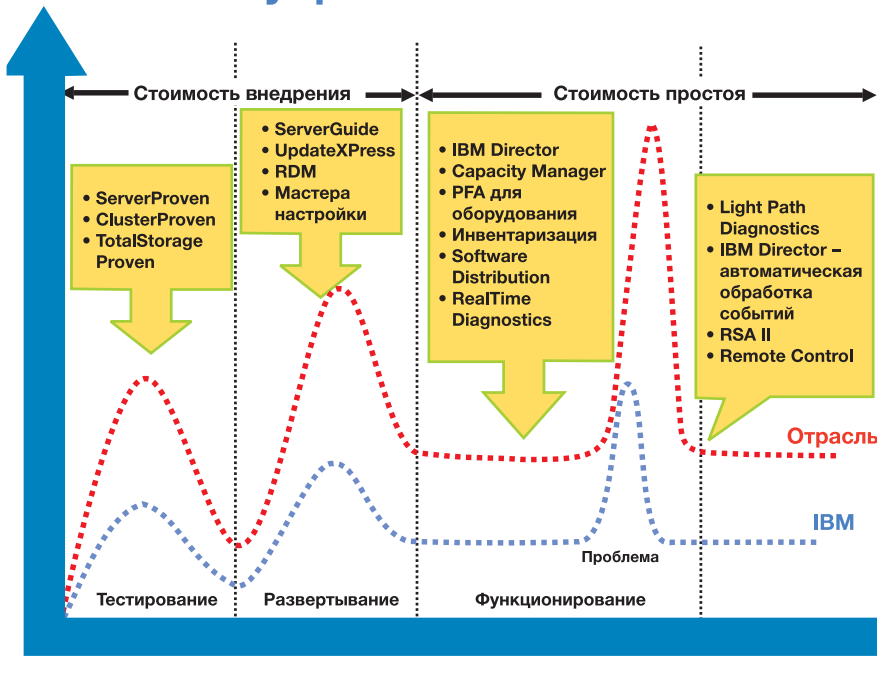 Стоимость внедрения
Стоимость простоя
• ServerProven
• ClusterProven
• TotalStorage
Proven
• ServerGuide
• UpdateXPress
• RDM
• Мастера
настройки
• IBM Director
• Capacity Manager
• PFA для
оборудования
• Инвентаризация
• Software
Distribution
• RealTime
Diagnostics
• Light Path
Diagnostics
• IBM Director –
автоматическая
обработка
событий
• RSA II
• Remote Control
Отрасль
IBM
Проблема
Тестирование
Развертывание
Функционирование